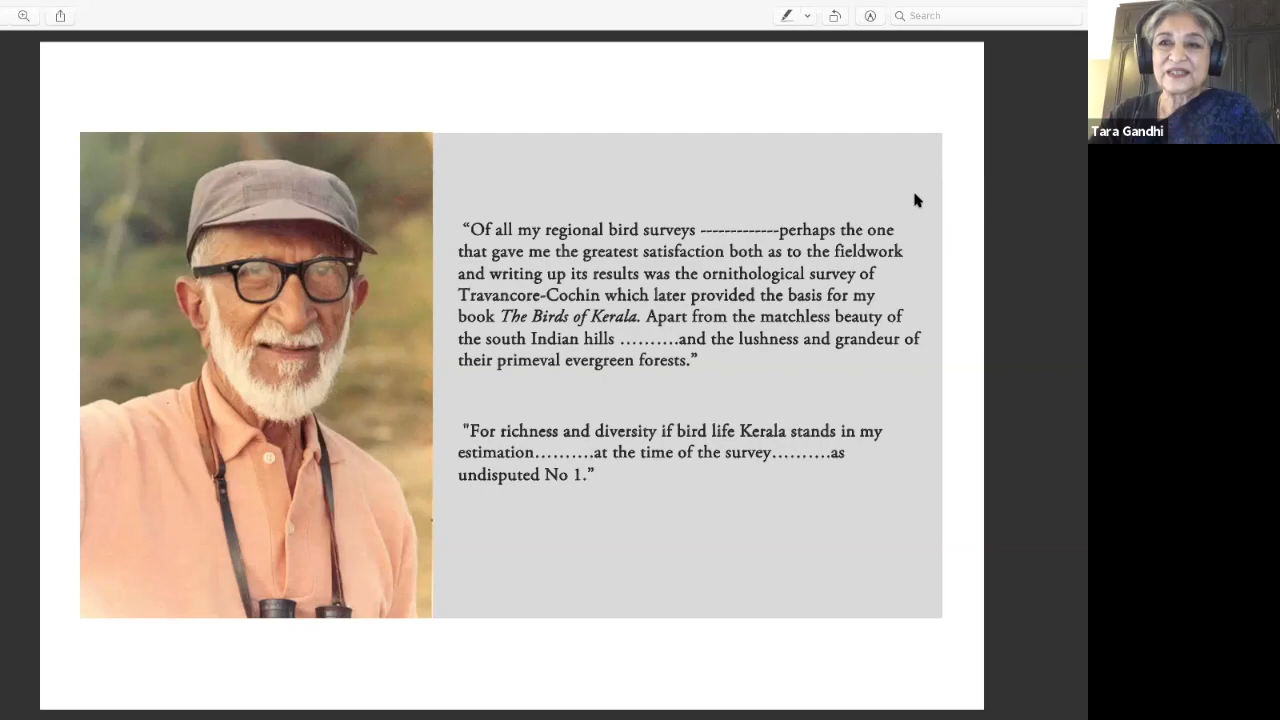 Search
Tara Gandhi
“Of all my regional bird surveys -------------perhaps the one
that gave me the greatest satisfaction both as to the fieldwork
and writing up its results was the ornithological survey of
Travancore-Cochin which later provided the basis for my
book The Birds of Kerala. Apart from the matchless beauty of
the south Indian hills ……….and the lushness and grandeur of
their primeval evergreen forests.”
"For richness and diversity if bird life Kerala stands in my
estimation……….at the time of the survey……….as
undisputed No 1.”